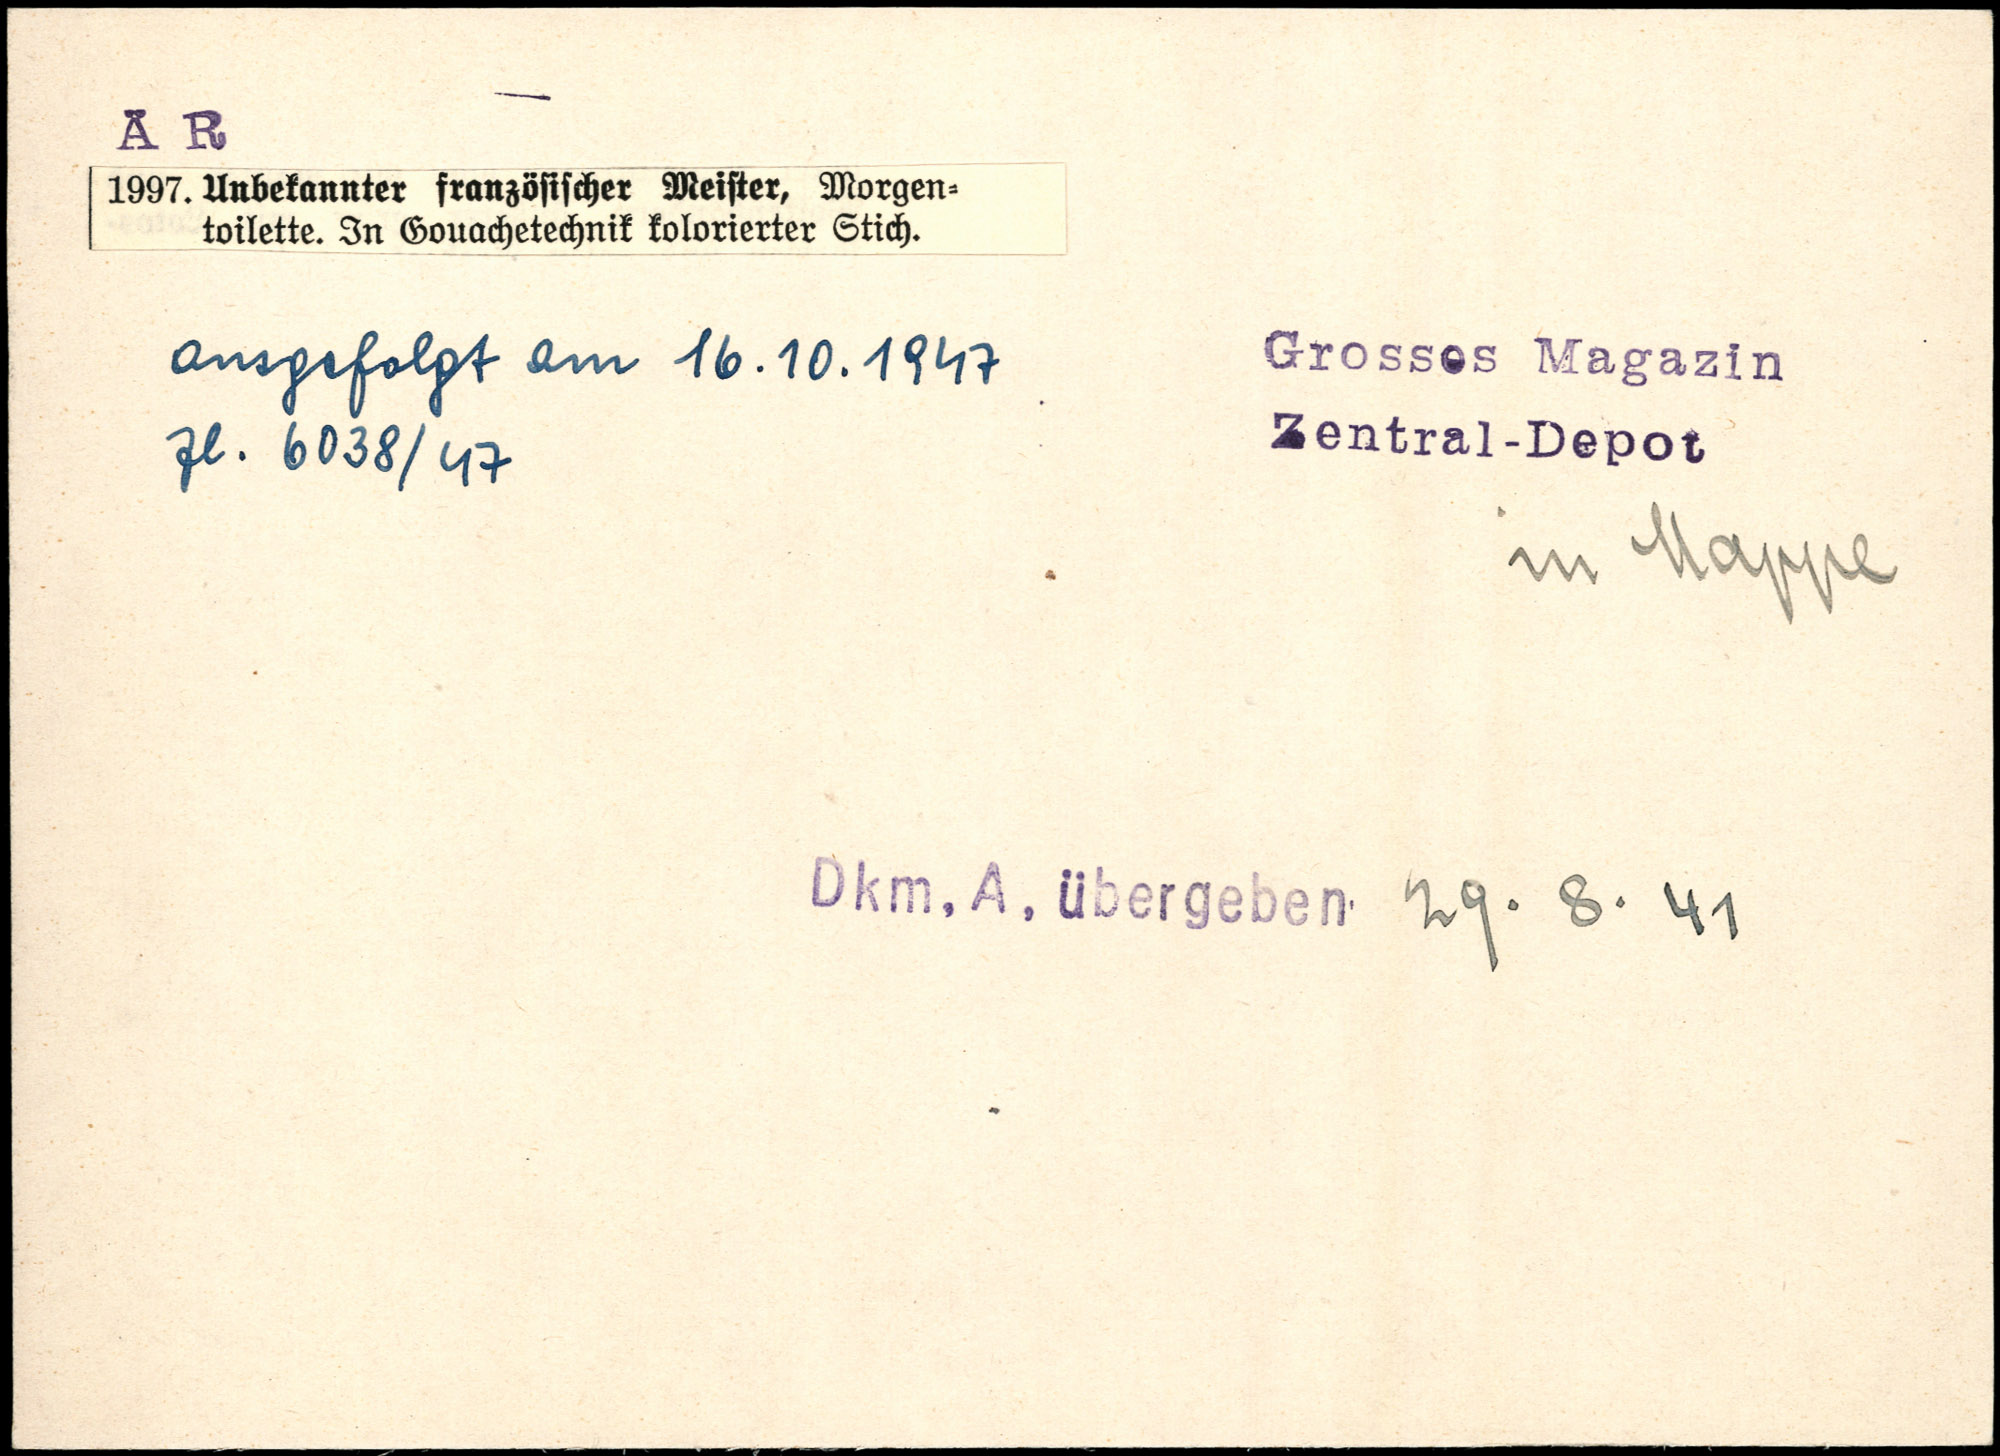 A R
1997. Unbekannter französischer Meister, Morgen-
toilette. In Gouachetechnik kolorierter Stich.
ausgefolgt am 16.10.1947
Zl. 6038/47
Grosses Magazin
Zentral-Depot
in Mappe
Dkm. A. übergeben 29. 8. 41